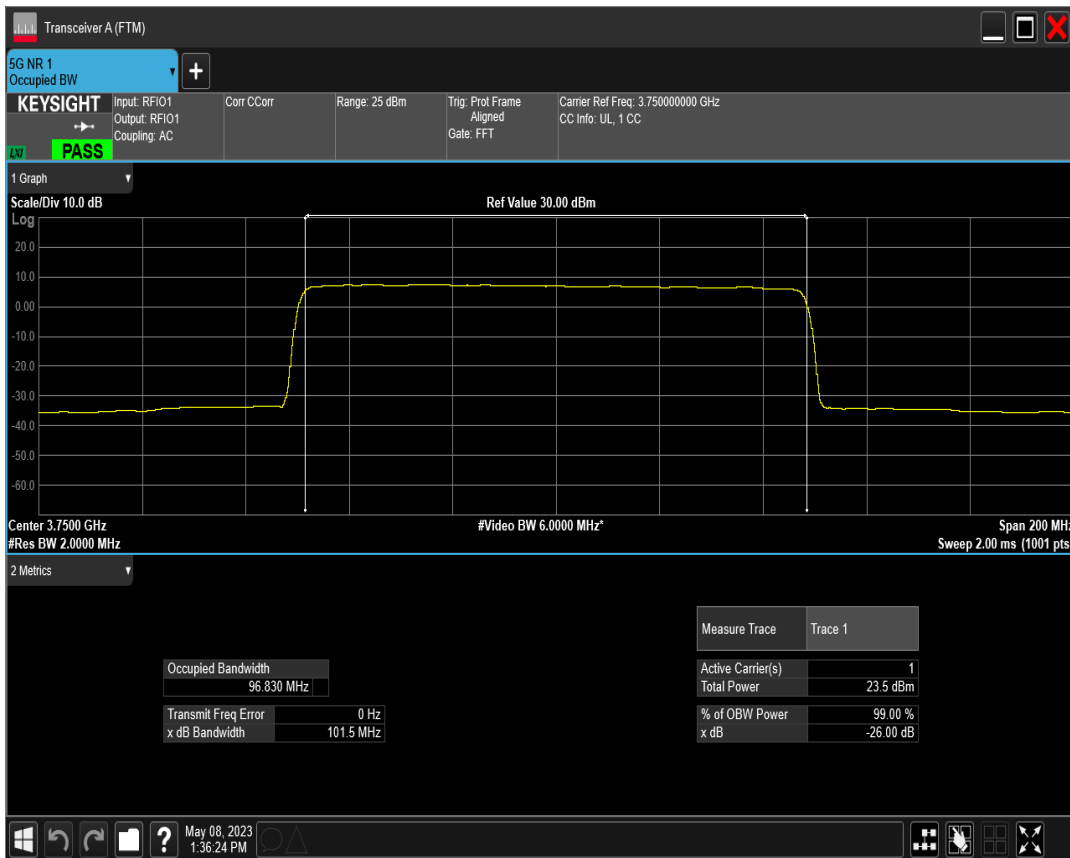 Transceiver A (FTM)
5G NR 1
Occupied BW
+
KEYSIGHT
LXI
PASS
Input: RFIO1
Output: RFIO1
Coupling: AC
Corr CCorr
Range: 25 dBm
Trig: Prot Frame
Aligned
Gate: FFT
Carrier Ref Freq: 3.750000000 GHz
CC Info: UL, 1 CC
1 Graph
Scale/Div 10.0 dB
Ref Value 30.00 dBm
Log
20.0
10.0
0.00
-10.0
-20.0
-30.0
-40.0
-50.0
-60.0
Center 3.7500 GHz
#Video BW 6.0000 MHz*
Span 200 MHz
#Res BW 2.0000 MHz
Sweep 2.00 ms (1001 pts
2 Metrics
Measure Trace Trace 1
Occupied Bandwidth
96.830 MHz
Active Carrier(s) 1
Total Power 23.5 dBm
Transmit Freq Error 0 Hz
x dB Bandwidth 101.5 MHz
% of OBW Power 99.00 %
x dB -26.00 dB
?
May 08, 2023
1:36:24 PM